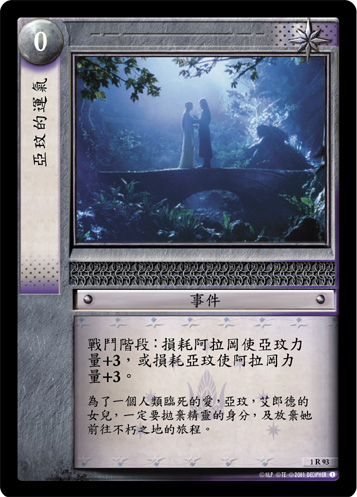 0
亞玟的運氣
事件
戰鬥階段：損耗阿拉岡使亞玟力
量+3，或損耗亞玟使阿拉岡力
量+3。
為了一個人類臨死的愛，亞玟，艾郎德的
女兒，一定要拋棄精靈的身分，及放棄她
前往不朽之地的旅程。
1 R 93